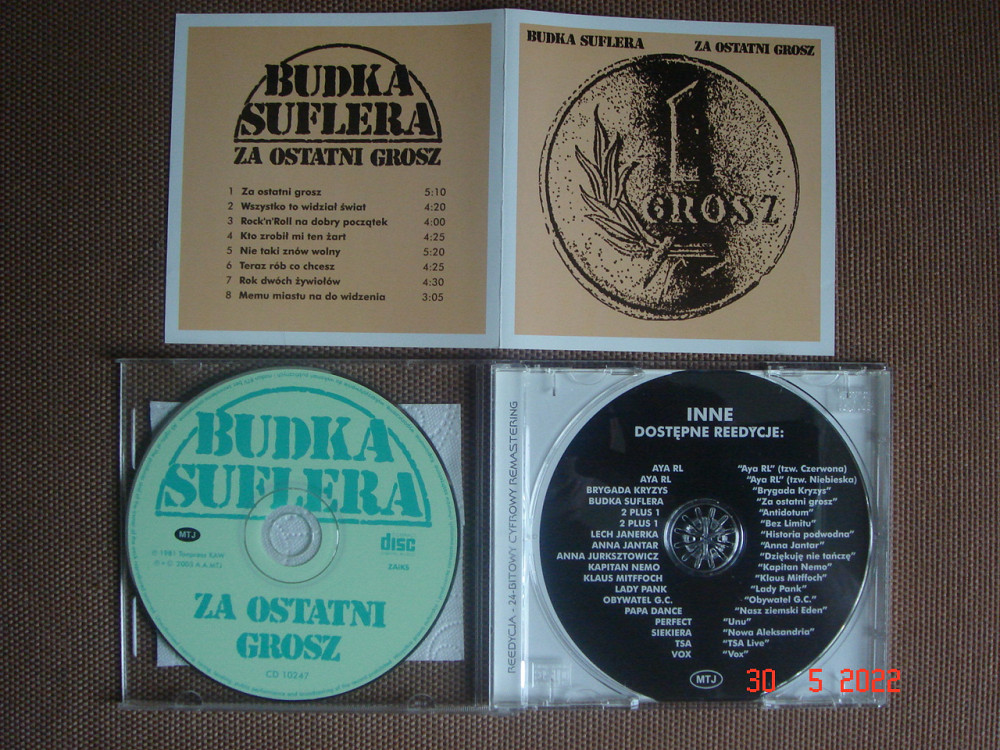 BUDKA
SUFLERA
ZA OSTATNI GROSZ
1 Za ostatni grosz 5:10
2 Wszystko to widział świat 4:20
3 Rock'n'Roll na dobry początek 4:00
4 Kto zrobił mi ten żart 4:25
5 Nie taki znów wolny 5:20
6 Teraz rób co chcesz 4:25
7 Rok dwóch żywiołów 4:30
8 Memu miastu na do widzenia 3:05
BUDKA SUFLERA ZA OSTATNI GROSZ
1
GROSZ
BUDKA
SUFLERA
MTJ
disc
℗ 1981 Tonpress KAW
ZAiKS
ZA OSTATNI
GROSZ
CD 10247
REEDYCJA - 24-BITOWY CYFROWY REMASTERING
INNE
DOSTĘPNE REEDYCJE:
AYA RL "Aya RL" (tzw. Czerwona)
AYA RL "Aya RL" (tzw. Niebieska)
BRYGADA KRYZYS "Brygada Kryzys"
BUDKA SUFLERA "Za ostatni grosz"
2 PLUS 1 "Antidotum"
2 PLUS 1 "Bez Limitu"
LECH JANERKA "Historia podwodna"
ANNA JANTAR "Anna Jantar"
ANNA JURKSZTOWICZ "Dziękuję nie tańczę"
KAPITAN NEMO "Kapitan Nemo"
KLAUS MITFFOCH "Klaus Mitffoch"
LADY PANK "Lady Pank"
OBYWATEL G.C. "Obywatel G.C."
PAPA DANCE "Nasz ziemski Eden"
PERFECT "Unu"
SIEKIERA "Nowa Aleksandria"
TSA "TSA Live"
VOX "Vox"
MTJ
30 5 2022